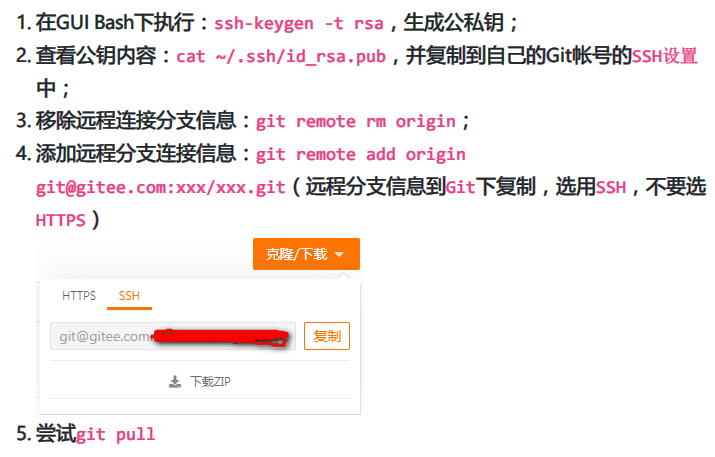 1. 在GUI Bash下执行：ssh-keygen -t rsa，生成公私钥；
2. 查看公钥内容：cat ~/.ssh/id_rsa.pub，并复制到自己的Git帐号的SSH设置
中；
3. 移除远程连接分支信息：git remote rm origin；
4. 添加远程分支连接信息：git remote add origin
git@gitee.com:xxx/xxx.git（远程分支信息到Git下复制，选用SSH，不要选
HTTPS）
克隆/下载
HTTPS SSH
git@gitee.com
复制
下载ZIP
5. 尝试git pull